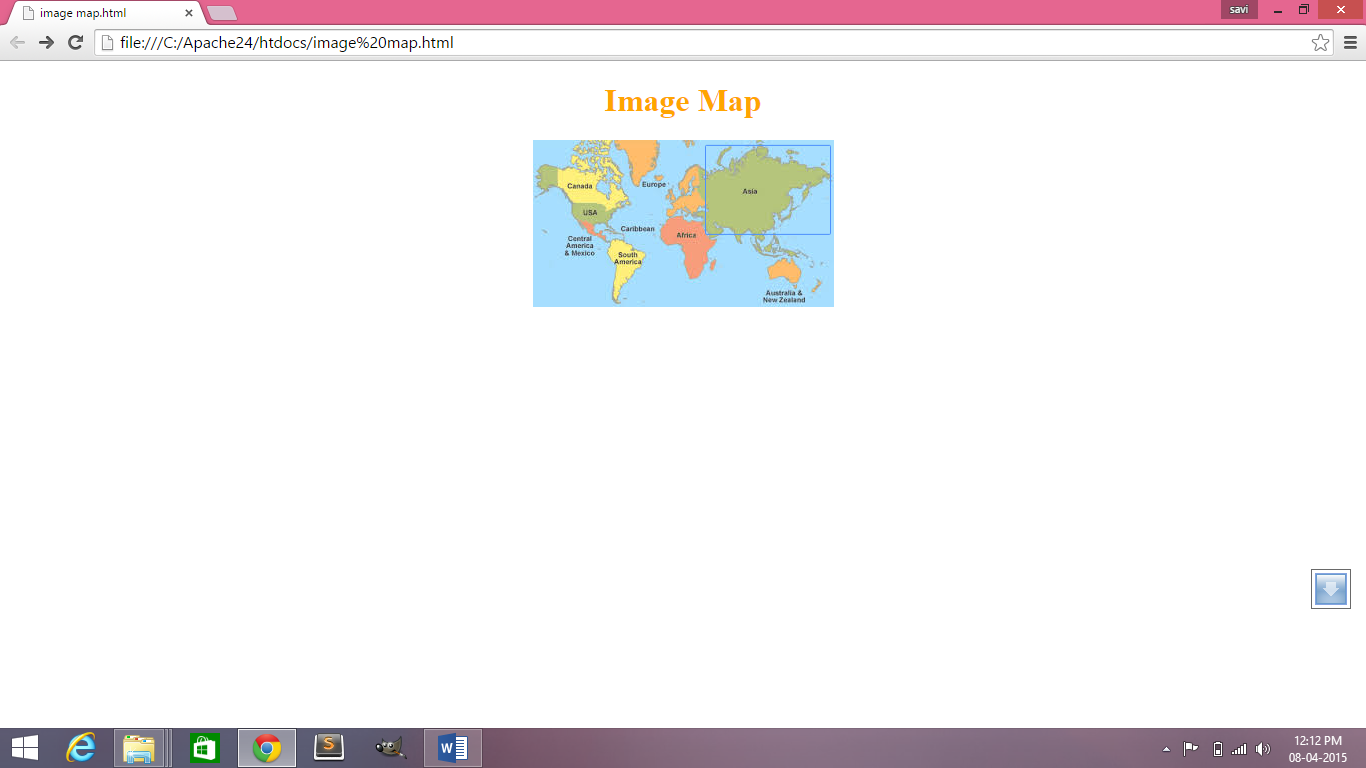 image map.html
savi
file:///C:/Apache24/htdocs/image%20map.html
Image Map
Canada
Europe
Asia
USA
Caribbean
Africa
Central
America
& Mexico
South
America
Australia &
New Zealand
12:12 PM
08-04-2015